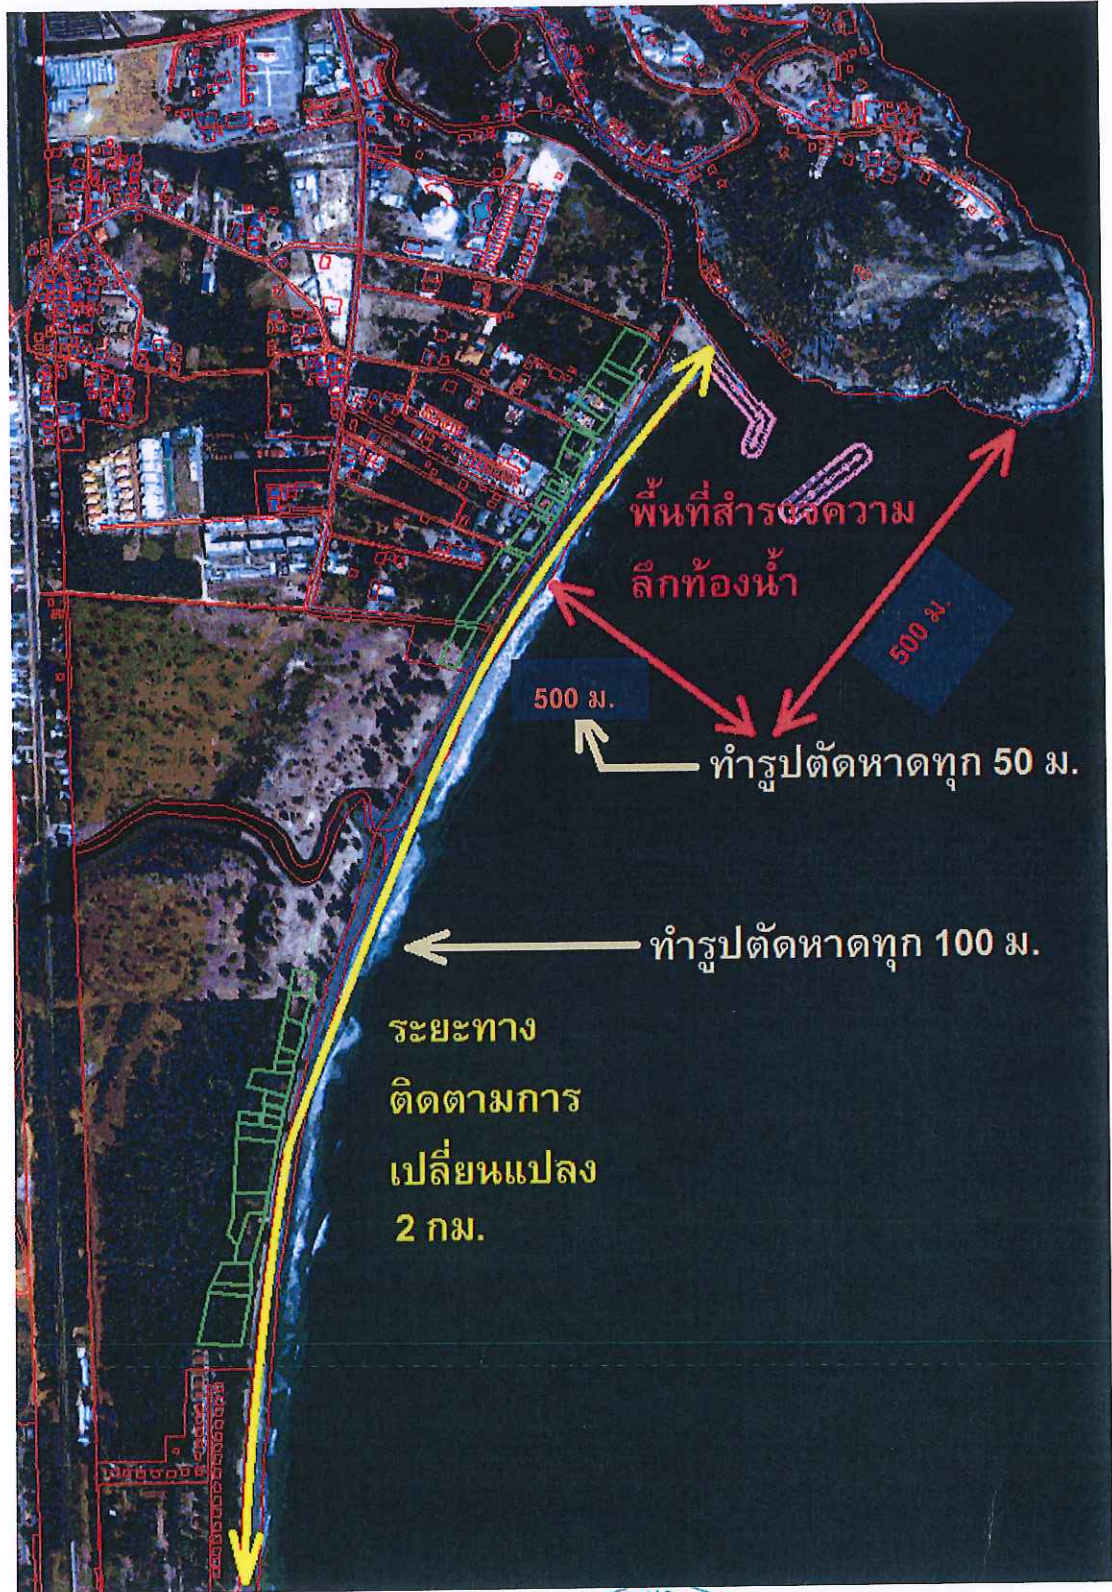 พื้นที่สำรวจความ
ลึกท้องน้ำ
500 ม.
500 ม.
ทำรูปตัดหาดทุก 50 ม.
ทำรูปตัดหาดทุก 100 ม.
ระยะทาง
ติดตามการ
เปลี่ยนแปลง
2 กม.